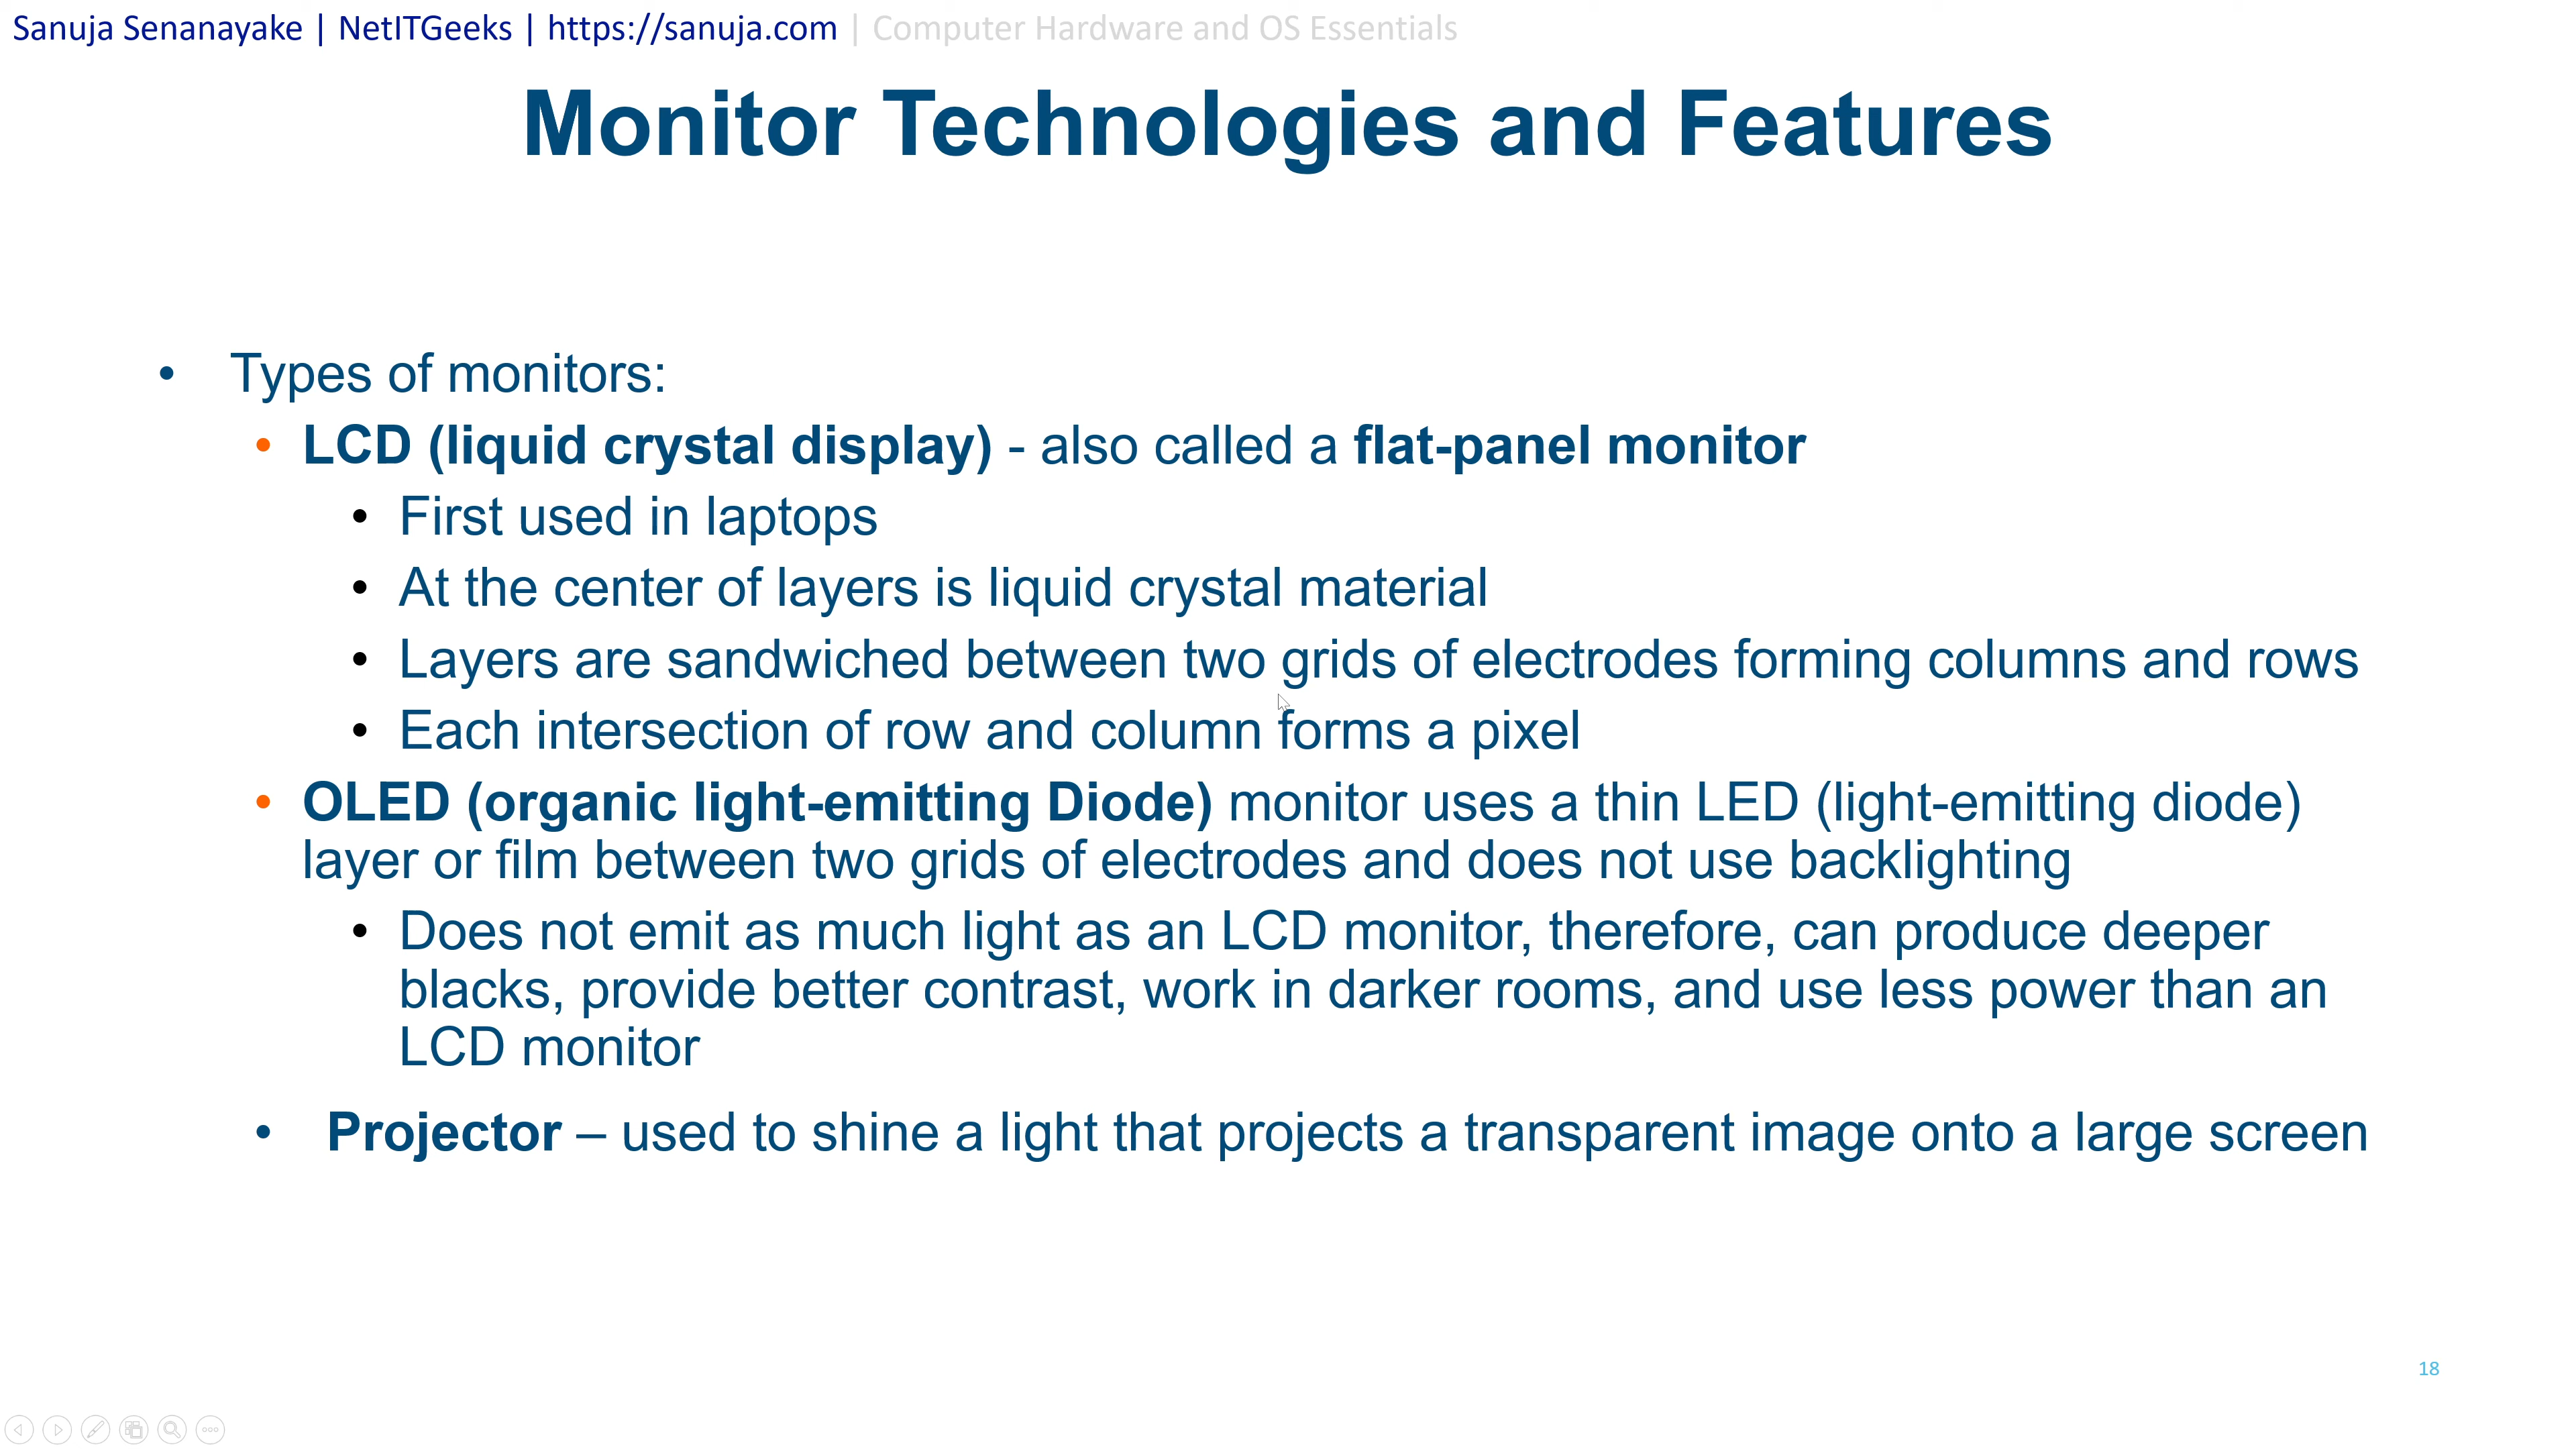 Sanuja Senanayake | NetITGeeks | https://sanuja.com | Computer Hardware and OS Essentials
Monitor Technologies and Features
• Types of monitors:
• LCD (liquid crystal display) - also called a flat-panel monitor
• First used in laptops
• At the center of layers is liquid crystal material
• Layers are sandwiched between two grids of electrodes forming columns and rows
• Each intersection of row and column forms a pixel
• OLED (organic light-emitting Diode) monitor uses a thin LED (light-emitting diode)
layer or film between two grids of electrodes and does not use backlighting
• Does not emit as much light as an LCD monitor, therefore, can produce deeper
blacks, provide better contrast, work in darker rooms, and use less power than an
LCD monitor
• Projector – used to shine a light that projects a transparent image onto a large screen
18